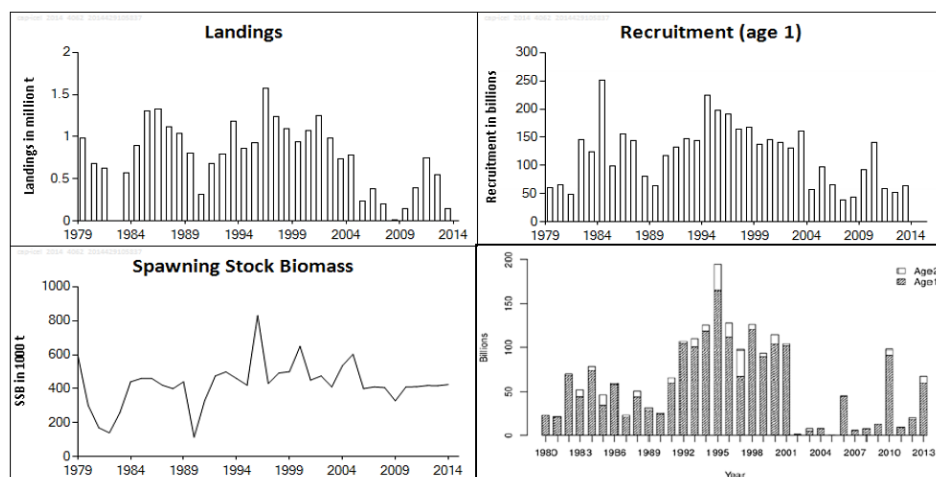 Landings
Landings in million t
2
1.5
1
0.5
0
1979 1984 1989 1994 1999 2004 2009 2014
Recruitment (age 1)
Recruitment in billions
300
250
200
150
100
50
0
1979 1984 1989 1994 1999 2004 2009 2014
Spawning Stock Biomass
SSB in 1000 t
1000
800
600
400
200
0
1979 1984 1989 1994 1999 2004 2009 2014
Age2
Age1
Billions
200
150
100
50
0
1980 1983 1986 1989 1992 1995 1998 2001 2004 2007 2010 2013
Year